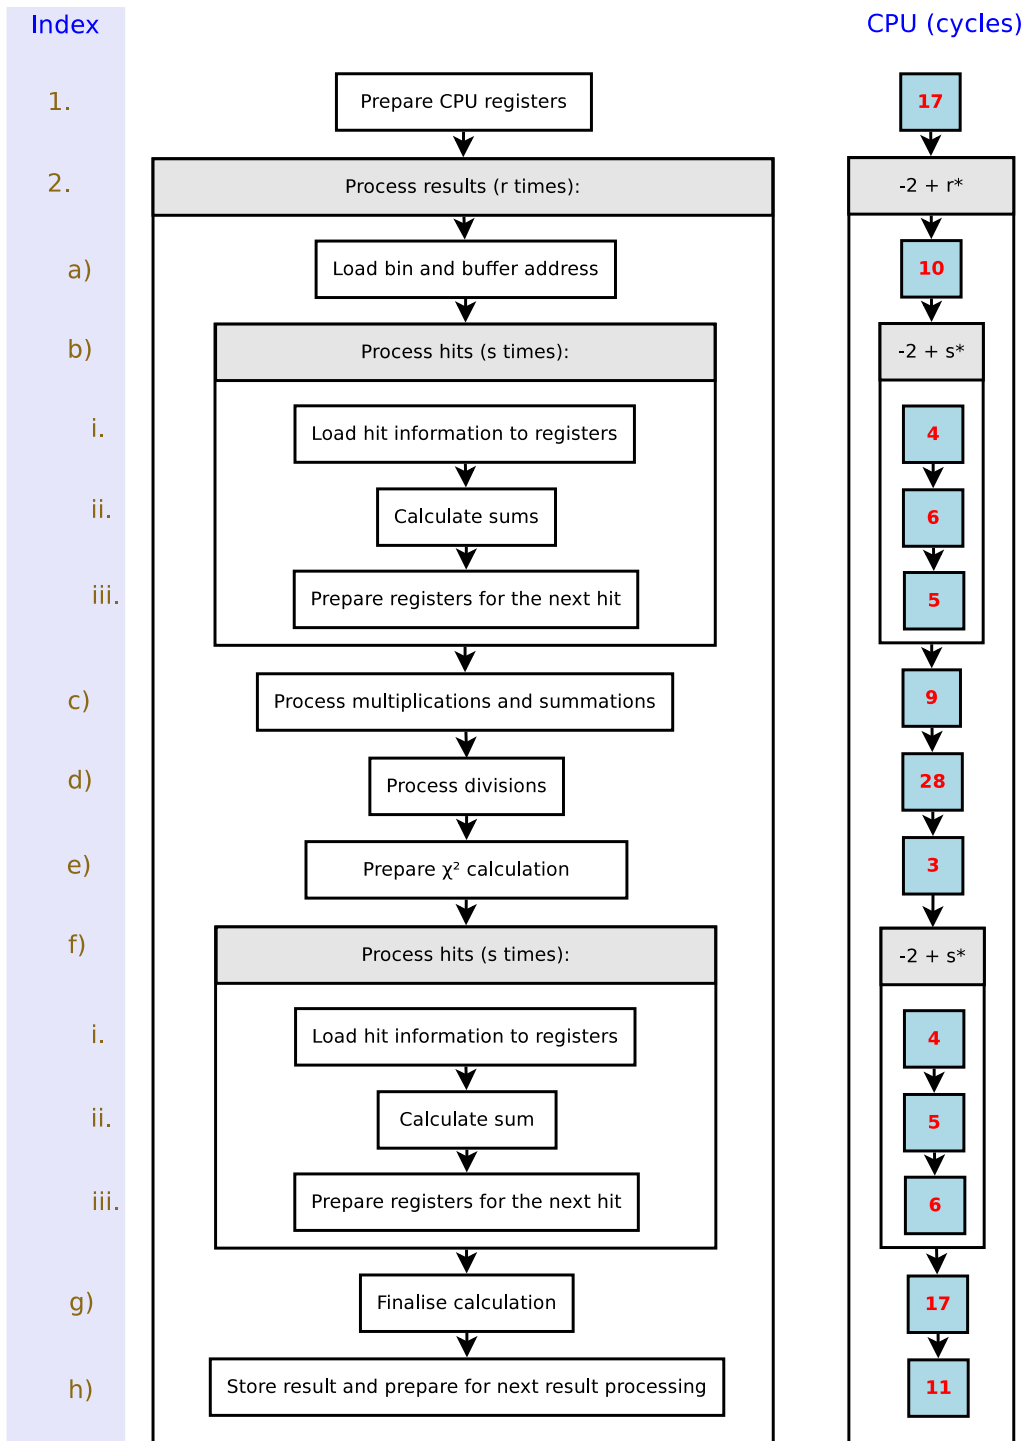 Index CPU (cycles)
1. Prepare CPU registers 17
2. Process results (r times): -2 + r*
a) Load bin and buffer address 10
b) Process hits (s times): -2 + s*
i. Load hit information to registers 4
ii. Calculate sums 6
iii. Prepare registers for the next hit 5
c) Process multiplications and summations 9
d) Process divisions 28
e) Prepare χ² calculation 3
f) Process hits (s times): -2 + s*
i. Load hit information to registers 4
ii. Calculate sum 5
iii. Prepare registers for the next hit 6
g) Finalise calculation 17
h) Store result and prepare for next result processing 11